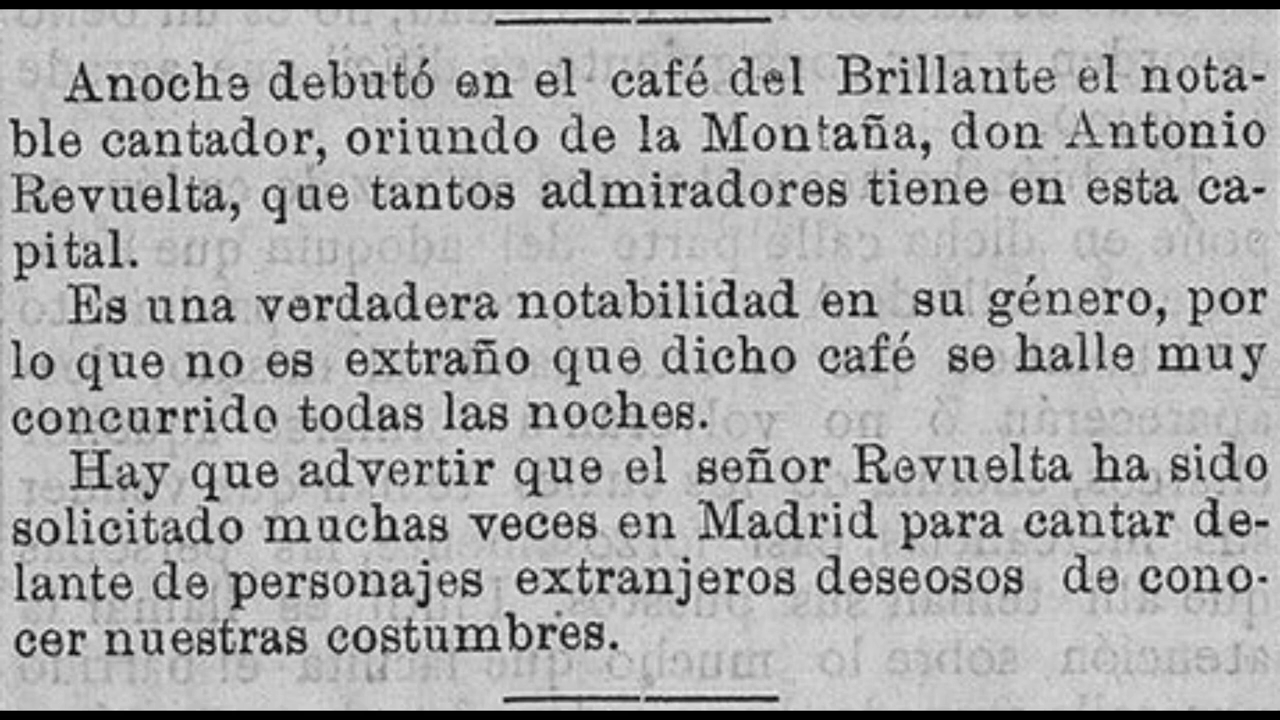 Anoche debutó en el café del Brillante el nota-
ble cantador, oriundo de la Montaña, don Antonio
Revuelta, que tantos admiradores tiene en esta ca-
pital.
Es una verdadera notabilidad en su género, por
lo que no es extraño que dicho café se halle muy
concurrido todas las noches.
Hay que advertir que el señor Revuelta ha sido
solicitado muchas veces en Madrid para cantar de-
lante de personajes extranjeros deseosos de cono-
cer nuestras costumbres.